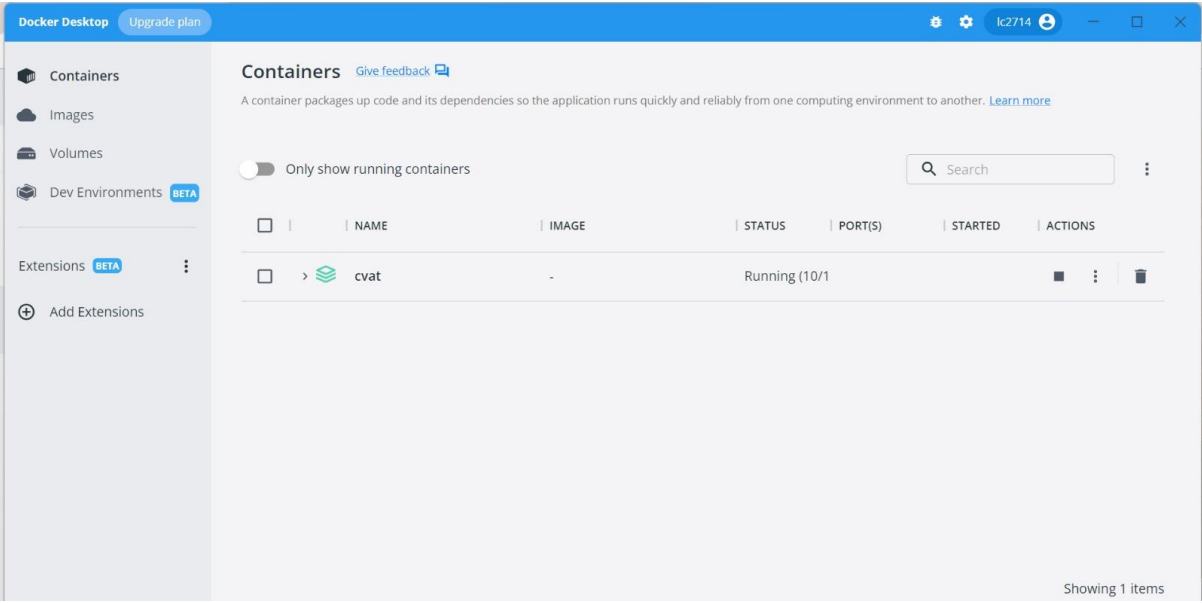 Docker Desktop Upgrade plan lc2714
Containers
Images
Volumes
Dev Environments BETA
Extensions BETA
Add Extensions
Containers Give feedback
A container packages up code and its dependencies so the application runs quickly and reliably from one computing environment to another. Learn more
Only show running containers Search
NAME IMAGE STATUS PORT(S) STARTED ACTIONS
cvat - Running (10/1
Showing 1 items